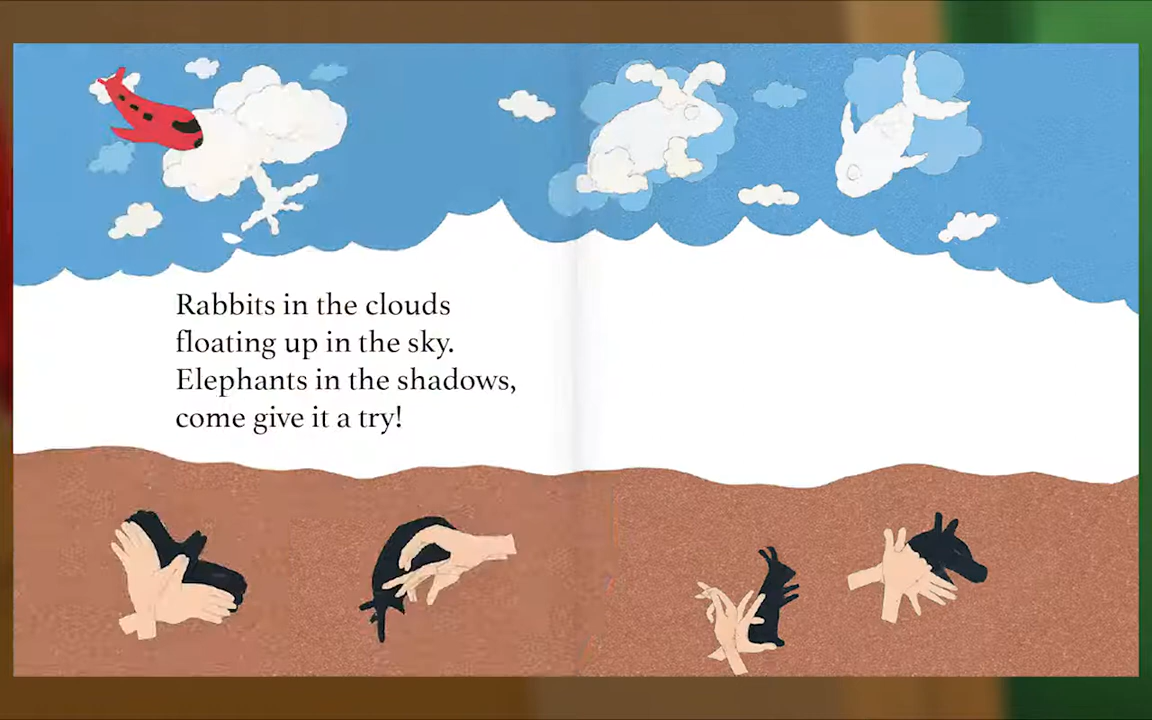 Rabbits in the clouds
floating up in the sky.
Elephants in the shadows,
come give it a try!